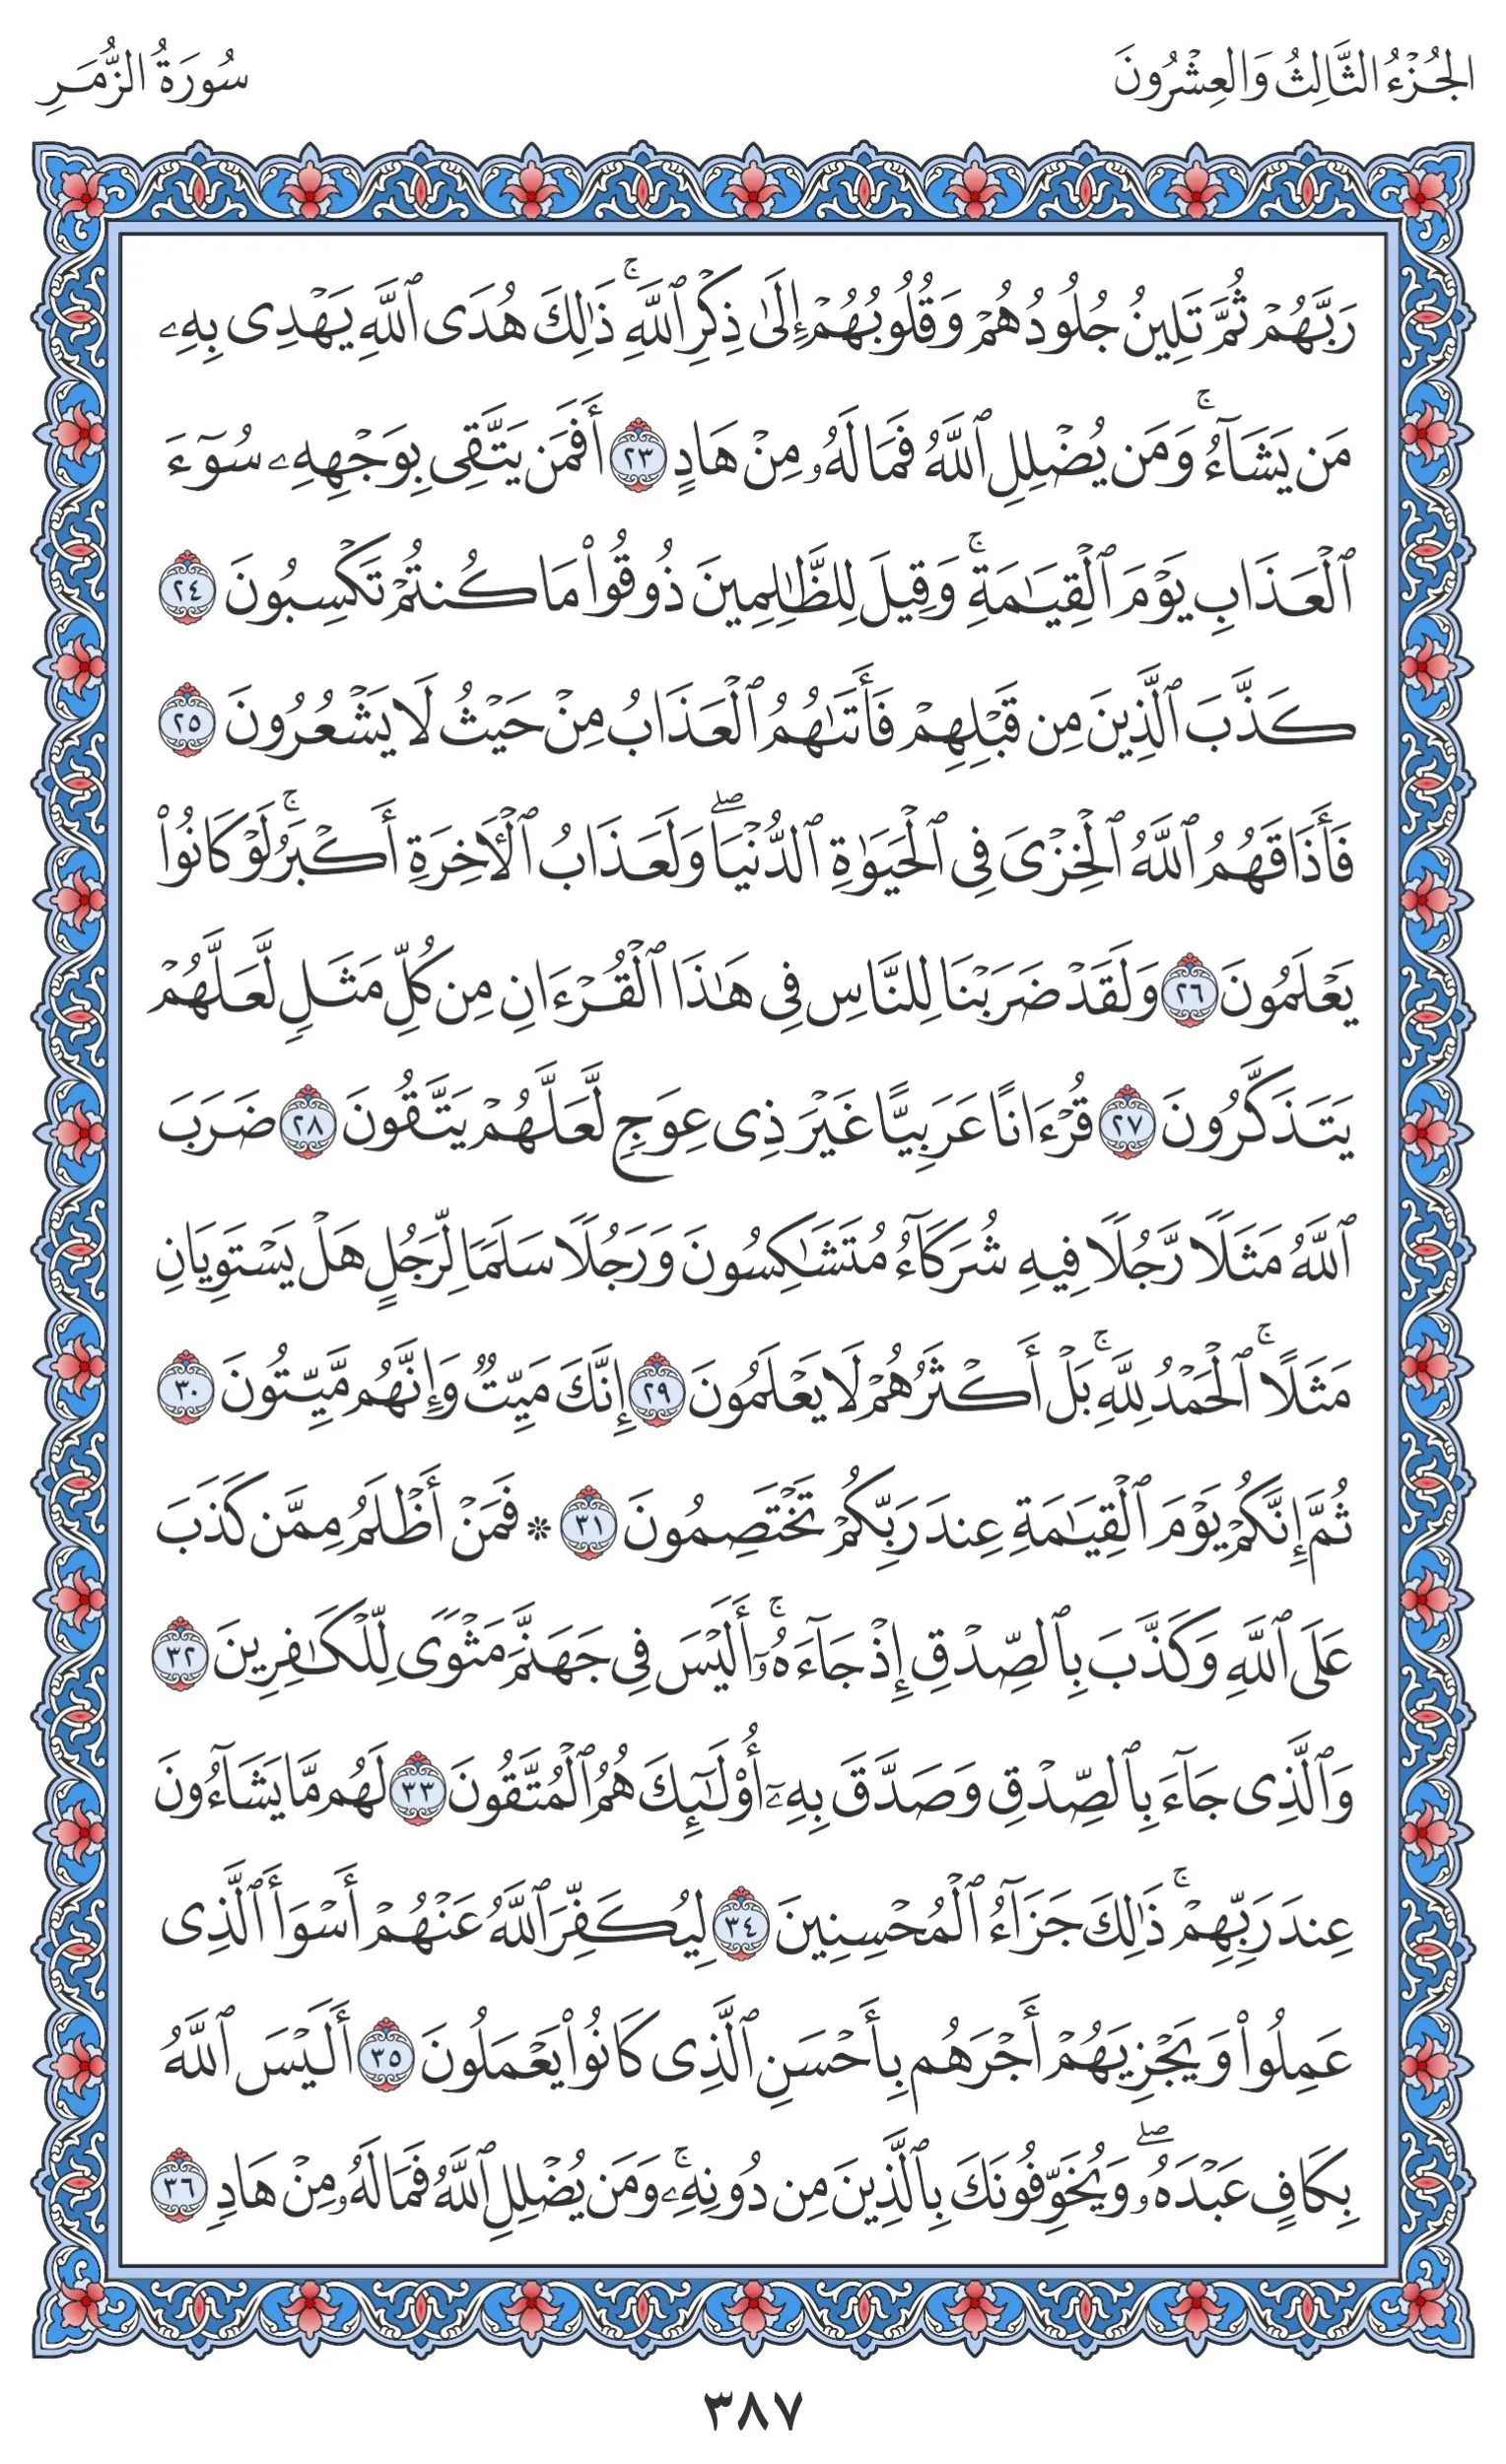 الجُزْءُ الثَّالِثُ وَالعِشْرُونَ
سُورَةُ الزُّمَرِ
رَبَّهُمْ ثُمَّ تَلِينُ جُلُودُهُمْ وَقُلُوبُهُمْ إِلَىٰ ذِكْرِ ٱللَّهِۚ ذَٰلِكَ هُدَى ٱللَّهِ يَهْدِى بِهِۦ
مَن يَشَآءُۚ وَمَن يُضْلِلِ ٱللَّهُ فَمَا لَهُۥ مِنْ هَادٍ ٢٣ أَفَمَن يَتَّقِى بِوَجْهِهِۦ سُوٓءَ
ٱلْعَذَابِ يَوْمَ ٱلْقِيَٰمَةِۚ وَقِيلَ لِلظَّٰلِمِينَ ذُوقُوا۟ مَا كُنتُمْ تَكْسِبُونَ ٢٤
كَذَّبَ ٱلَّذِينَ مِن قَبْلِهِمْ فَأَتَىٰهُمُ ٱلْعَذَابُ مِنْ حَيْثُ لَا يَشْعُرُونَ ٢٥
فَأَذَاقَهُمُ ٱللَّهُ ٱلْخِزْىَ فِى ٱلْحَيَوٰةِ ٱلدُّنْيَاۖ وَلَعَذَابُ ٱلْـَٔاخِرَةِ أَكْبَرُۚ لَوْ كَانُوا۟
يَعْلَمُونَ ٢٦ وَلَقَدْ ضَرَبْنَا لِلنَّاسِ فِى هَٰذَا ٱلْقُرْءَانِ مِن كُلِّ مَثَلٍ لَّعَلَّهُمْ
يَتَذَكَّرُونَ ٢٧ قُرْءَانًا عَرَبِيًّا غَيْرَ ذِى عِوَجٍ لَّعَلَّهُمْ يَتَّقُونَ ٢٨ ضَرَبَ
ٱللَّهُ مَثَلًا رَّجُلًا فِيهِ شُرَكَآءُ مُتَشَٰكِسُونَ وَرَجُلًا سَلَمًا لِّرَجُلٍ هَلْ يَسْتَوِيَانِ
مَثَلًاۚ ٱلْحَمْدُ لِلَّهِۚ بَلْ أَكْثَرُهُمْ لَا يَعْلَمُونَ ٢٩ إِنَّكَ مَيِّتٌ وَإِنَّهُم مَّيِّتُونَ ٣٠
ثُمَّ إِنَّكُمْ يَوْمَ ٱلْقِيَٰمَةِ عِندَ رَبِّكُمْ تَخْتَصِمُونَ ٣١ ۞ فَمَنْ أَظْلَمُ مِمَّن كَذَبَ
عَلَى ٱللَّهِ وَكَذَّبَ بِٱلصِّدْقِ إِذْ جَآءَهُۥٓۚ أَلَيْسَ فِى جَهَنَّمَ مَثْوًى لِّلْكَٰفِرِينَ ٣٢
وَٱلَّذِى جَآءَ بِٱلصِّدْقِ وَصَدَّقَ بِهِۦٓ أُو۟لَٰٓئِكَ هُمُ ٱلْمُتَّقُونَ ٣٣ لَهُم مَّا يَشَآءُونَ
عِندَ رَبِّهِمْۚ ذَٰلِكَ جَزَآءُ ٱلْمُحْسِنِينَ ٣٤ لِيُكَفِّرَ ٱللَّهُ عَنْهُمْ أَسْوَأَ ٱلَّذِى
عَمِلُوا۟ وَيَجْزِيَهُمْ أَجْرَهُم بِأَحْسَنِ ٱلَّذِى كَانُوا۟ يَعْمَلُونَ ٣٥ أَلَيْسَ ٱللَّهُ
بِكَافٍ عَبْدَهُۥۖ وَيُخَوِّفُونَكَ بِٱلَّذِينَ مِن دُونِهِۦۚ وَمَن يُضْلِلِ ٱللَّهُ فَمَا لَهُۥ مِنْ هَادٍ ٣٦
٣٨٧